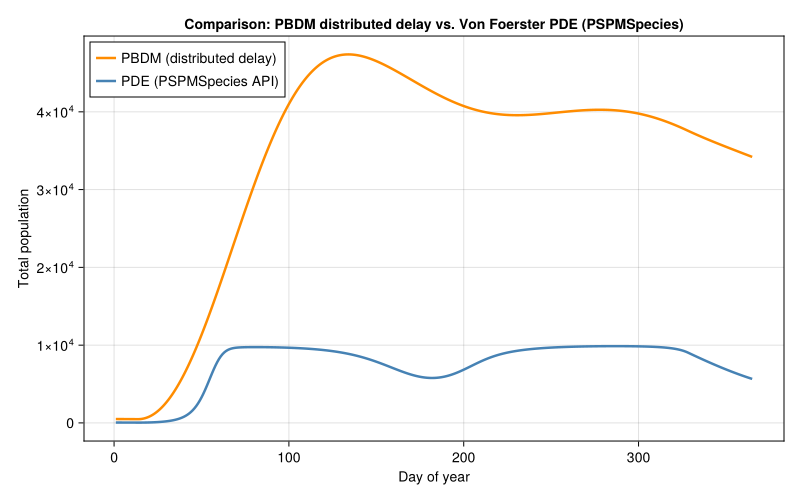 Comparison: PBDM distributed delay vs. Von Foerster PDE (PSPMSpecies)
PBDM (distributed delay)
PDE (PSPMSpecies API)
Total population
4×10⁴
3×10⁴
2×10⁴
1×10⁴
0
0 100 200 300
Day of year